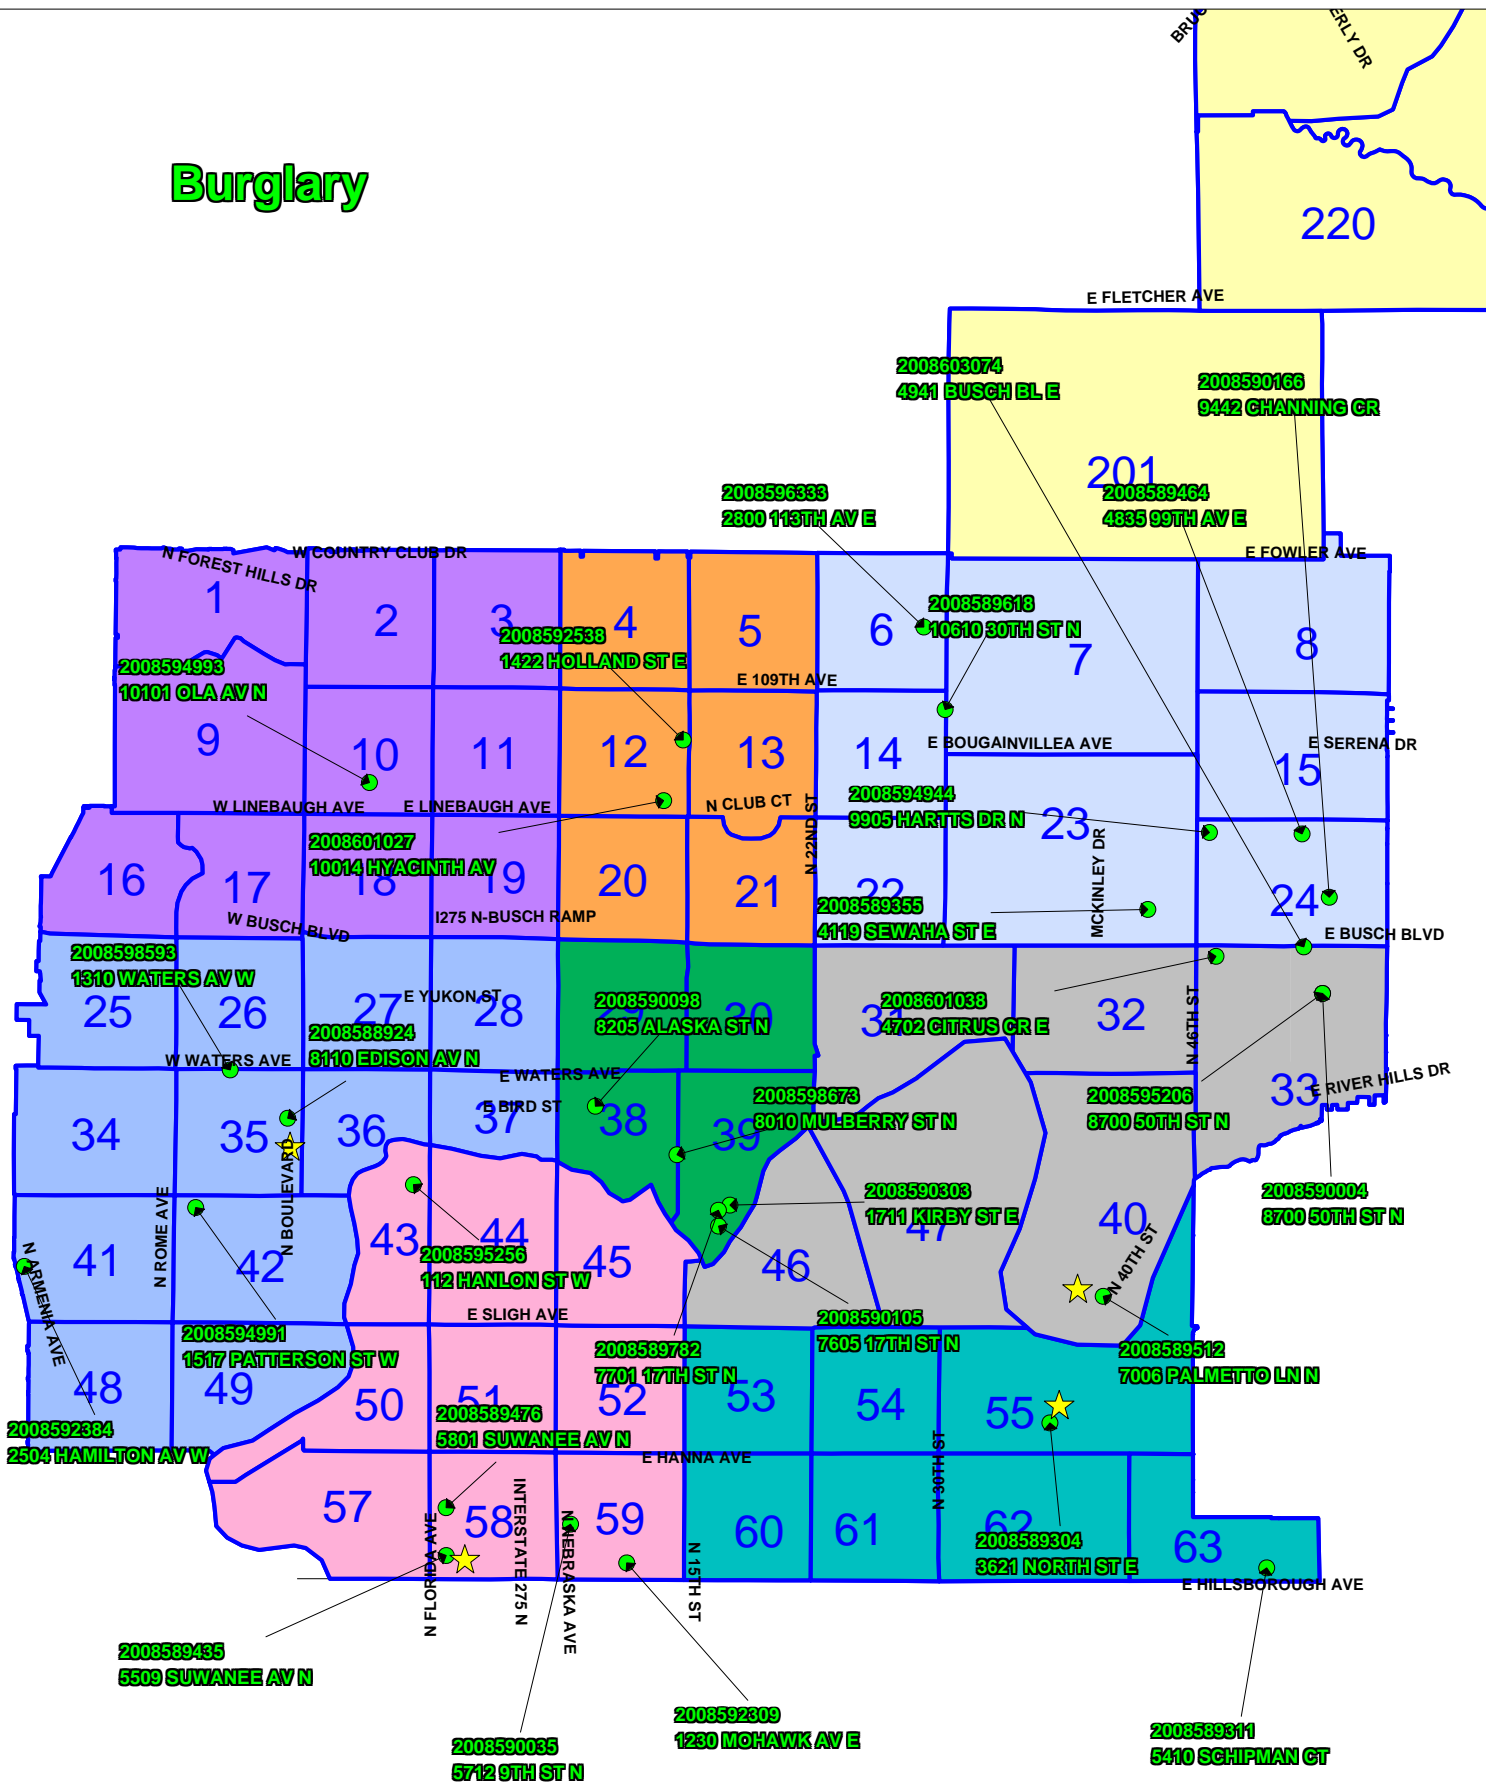 BRUC
ERLY DR
Burglary
220
E FLETCHER AVE
2008603074
4941 BUSCH BL E
2008590166
9442 CHANNING CR
201
2008589464
4835 99TH AV E
2008596333
2800 113TH AV E
N FOREST HILLS DR
W COUNTRY CLUB DR
E FOWLER AVE
1
2
3
4
5
6
7
8
2008589618
10610 30TH ST N
2008592538
1422 HOLLAND ST E
2008594993
10101 OLA AV N
E 109TH AVE
9
10
11
12
13
14
E BOUGAINVILLEA AVE
E SERENA DR
15
W LINEBAUGH AVE
E LINEBAUGH AVE
N CLUB CT
N 22ND ST
2008594944
9905 HARTTS DR N
23
MCKINLEY DR
2008601027
10014 HYACINTH AV
16
17
18
19
20
21
22
24
2008589355
4119 SEWAHA ST E
W BUSCH BLVD
I275 N-BUSCH RAMP
E BUSCH BLVD
2008598593
1310 WATERS AV W
25
26
27
E YUKON ST
28
29
30
2008590098
8205 ALASKA ST N
31
2008601038
4702 CITRUS CR E
32
N 46TH ST
33
E RIVER HILLS DR
2008588924
8110 EDISON AV N
W WATERS AVE
E WATERS AVE
E BIRD ST
34
35
36
37
38
39
2008598673
8010 MULBERRY ST N
2008595206
8700 50TH ST N
2008590004
8700 50TH ST N
2008590303
1711 KIRBY ST E
N ROME AVE
N BOULEVARD
N ARMENIA AVE
41
42
43
44
45
46
47
40
N 40TH ST
2008595256
112 HANLON ST W
E SLIGH AVE
2008590105
7605 17TH ST N
2008594991
1517 PATTERSON ST W
2008589782
7701 17TH ST N
2008589512
7006 PALMETTO LN N
48
49
50
51
52
53
54
55
2008592384
2504 HAMILTON AV W
2008589476
5801 SUWANEE AV N
E HANNA AVE
N 30TH ST
57
58
59
60
61
62
63
N FLORIDA AVE
INTERSTATE 275 N
N NEBRASKA AVE
N 15TH ST
2008589304
3621 NORTH ST E
E HILLSBOROUGH AVE
2008589435
5509 SUWANEE AV N
2008592309
1230 MOHAWK AV E
2008590035
5712 9TH ST N
2008589311
5410 SCHIPMAN CT